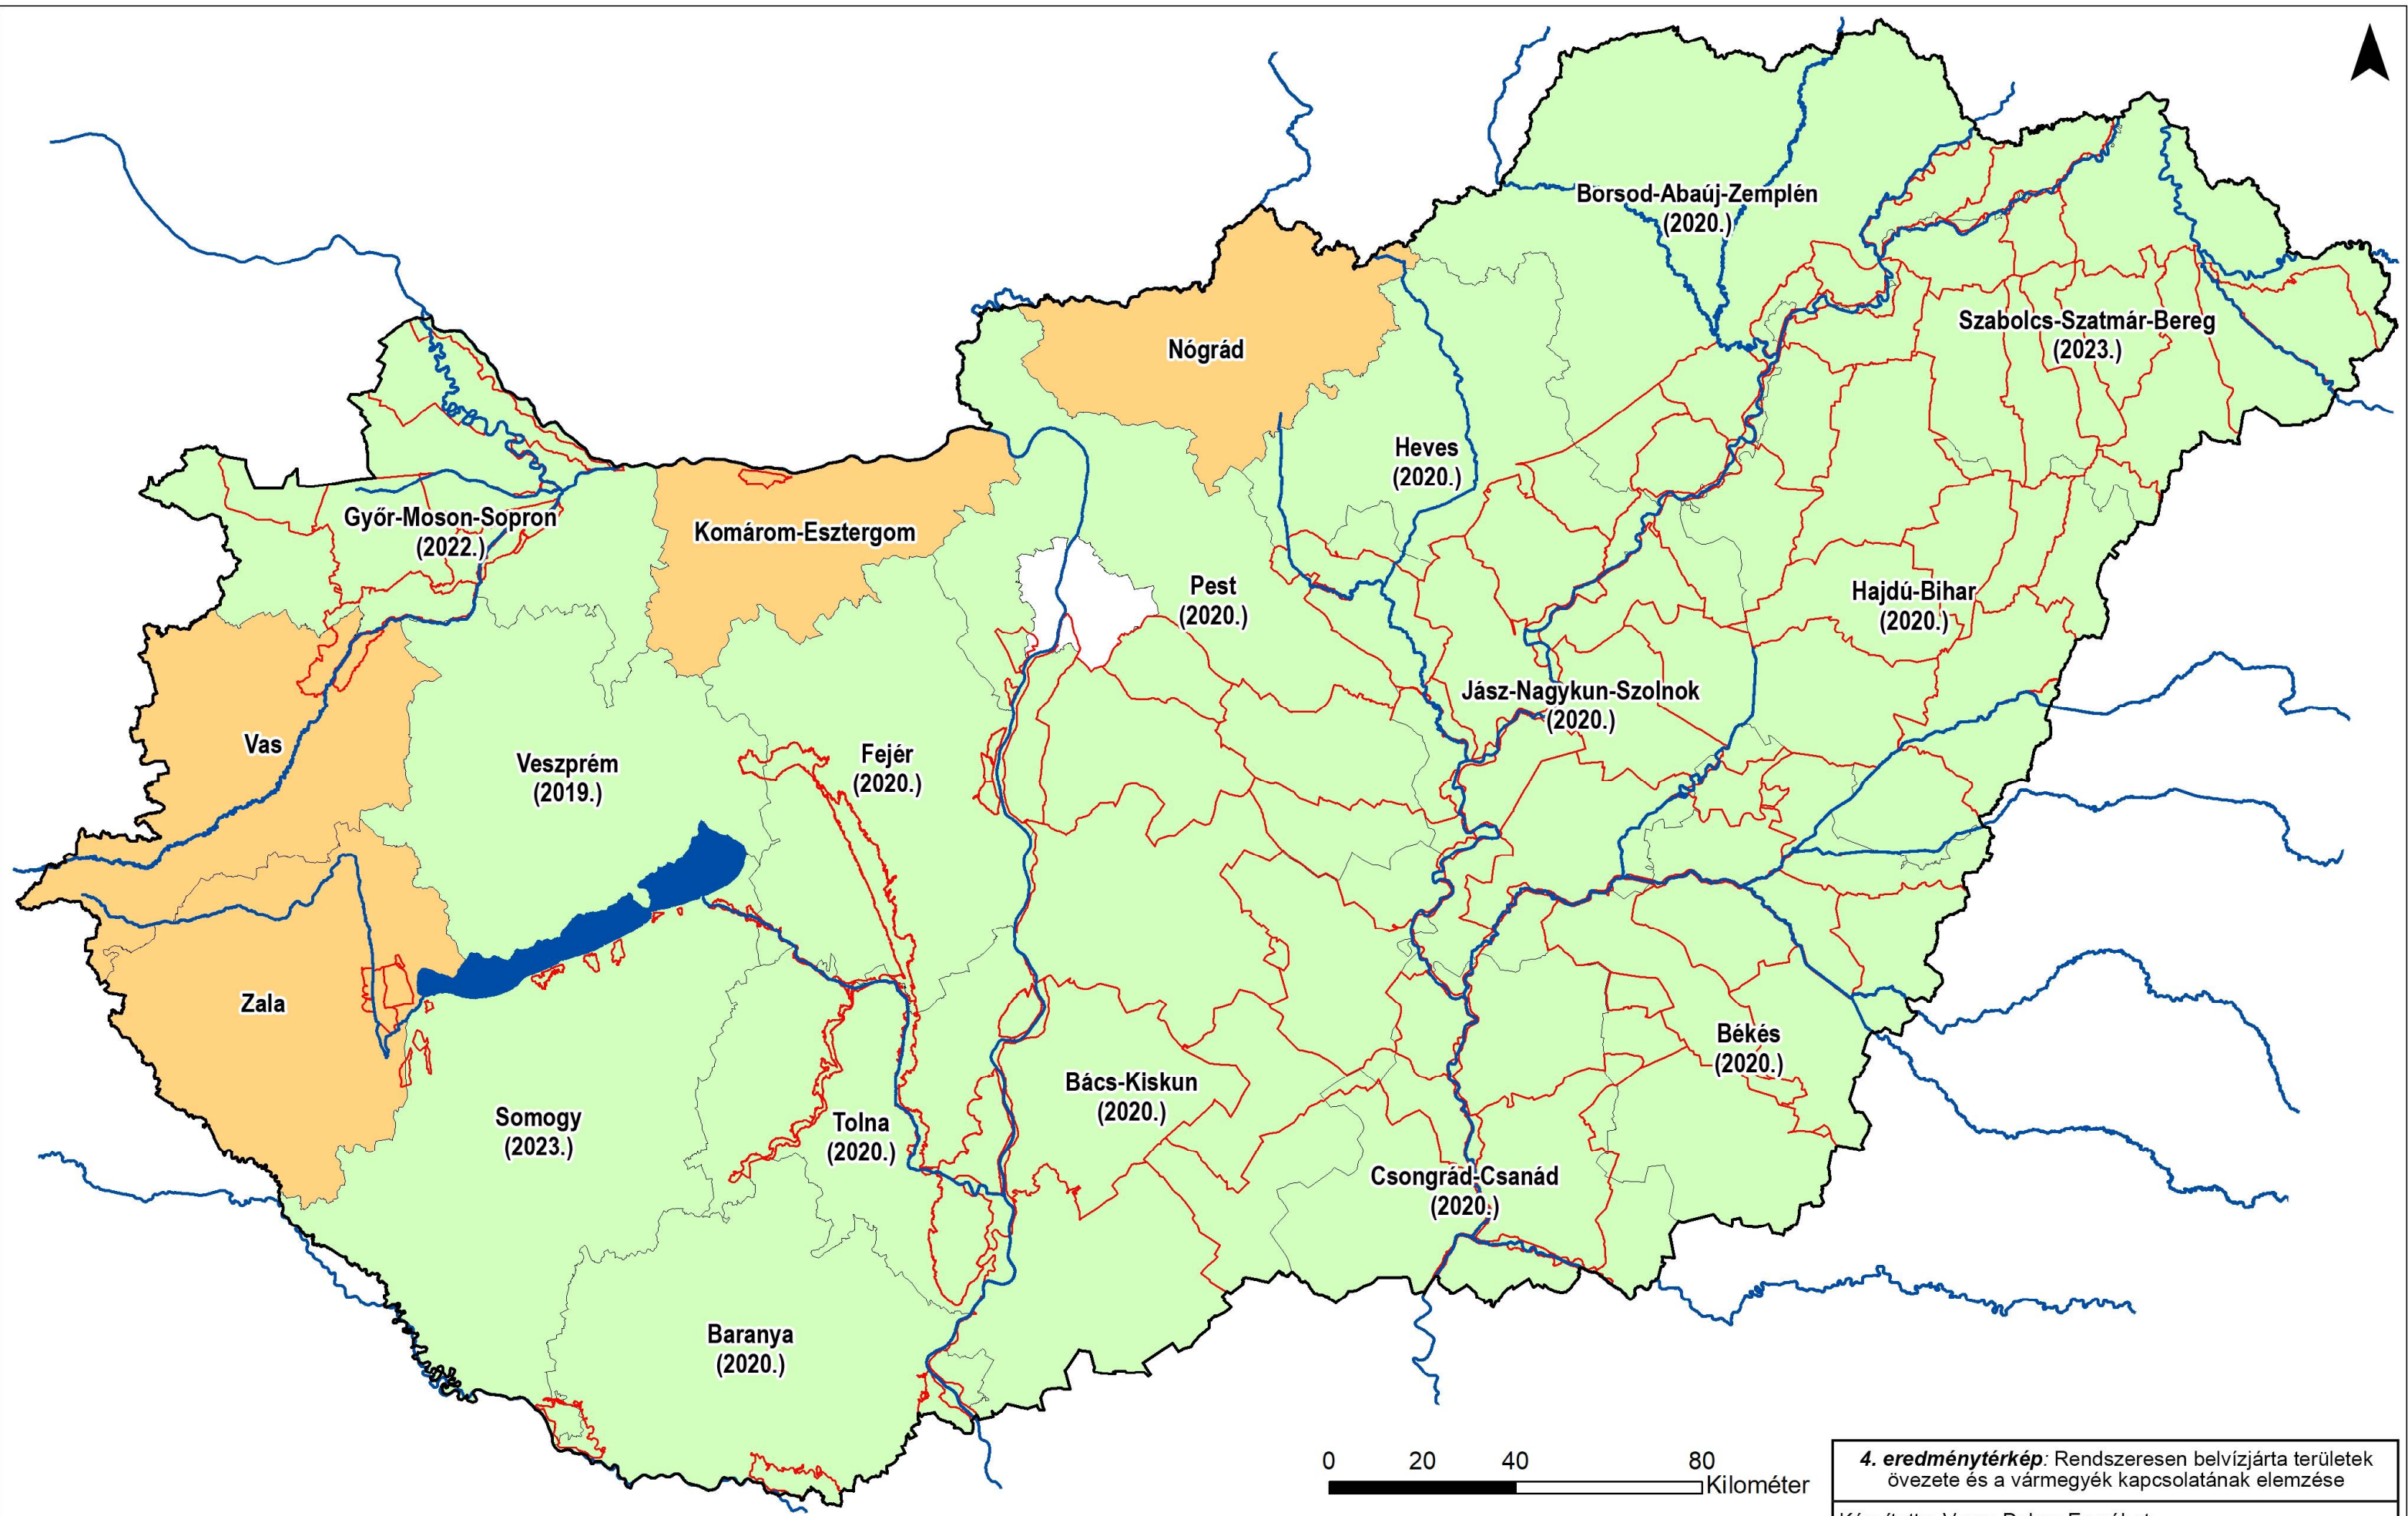 Borsod-Abaúj-Zemplén
(2020.)
Szabolcs-Szatmár-Bereg
(2023.)
Nógrád
Heves
(2020.)
Győr-Moson-Sopron
(2022.)
Komárom-Esztergom
Pest
(2020.)
Hajdú-Bihar
(2020.)
Jász-Nagykun-Szolnok
(2020.)
Vas
Veszprém
(2019.)
Fejér
(2020.)
Zala
Somogy
(2023.)
Tolna
(2020.)
Bács-Kiskun
(2020.)
Békés
(2020.)
Csongrád-Csanád
(2020.)
Baranya
(2020.)
0 20 40 80
Kilométer
4. eredménytérkép: Rendszeresen belvízjárta területek
övezete és a vármegyék kapcsolatának elemzése